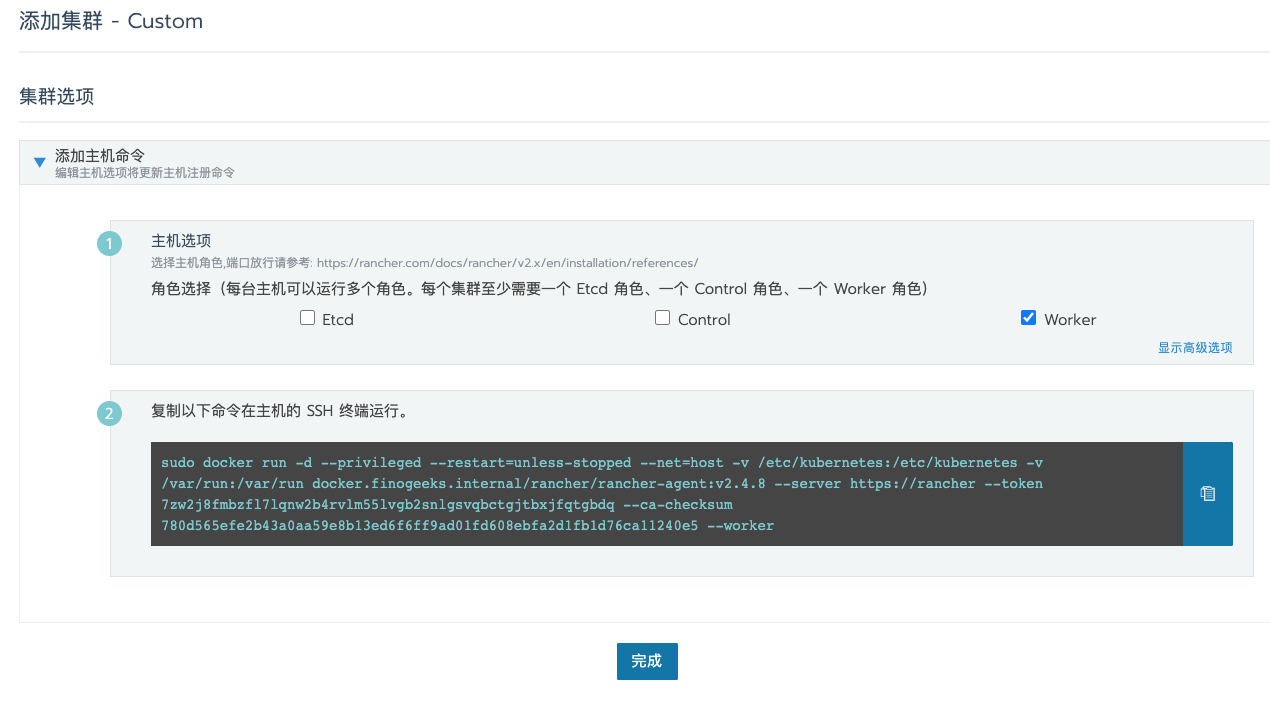 添加集群 - Custom
集群选项
添加主机命令
编辑主机选项将更新主机注册命令
1
主机选项
选择主机角色,端口放行请参考: https://rancher.com/docs/rancher/v2.x/en/installation/references/
角色选择（每台主机可以运行多个角色。每个集群至少需要一个 Etcd 角色、一个 Control 角色、一个 Worker 角色）
Etcd Control Worker
显示高级选项
2
复制以下命令在主机的 SSH 终端运行。
sudo docker run -d --privileged --restart=unless-stopped --net=host -v /etc/kubernetes:/etc/kubernetes -v
/var/run:/var/run docker.finogeeks.internal/rancher/rancher-agent:v2.4.8 --server https://rancher --token
7zw2j8fmbzfl7lqnw2b4rvlm55lvgb2snlgsvqbctgjtbxjfqtgbdq --ca-checksum
780d565efe2b43a0aa59e8b13ed6f6ff9ad01fd608ebfa2d1fb1d76ca11240e5 --worker
完成